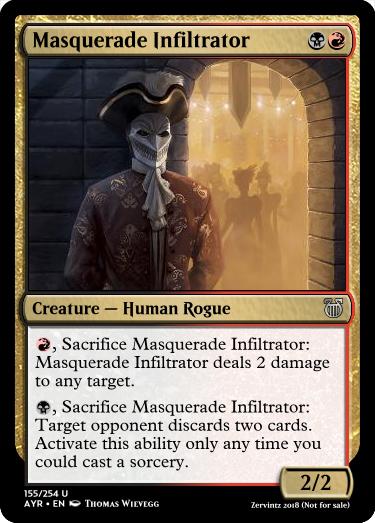 Masquerade Infiltrator
Creature — Human Rogue
, Sacrifice Masquerade Infiltrator:
Masquerade Infiltrator deals 2 damage
to any target.
, Sacrifice Masquerade Infiltrator:
Target opponent discards two cards.
Activate this ability only any time you
could cast a sorcery.
2/2
155/254 U
AYR • EN Thomas Wievegg
Zervintz 2018 (Not for sale)